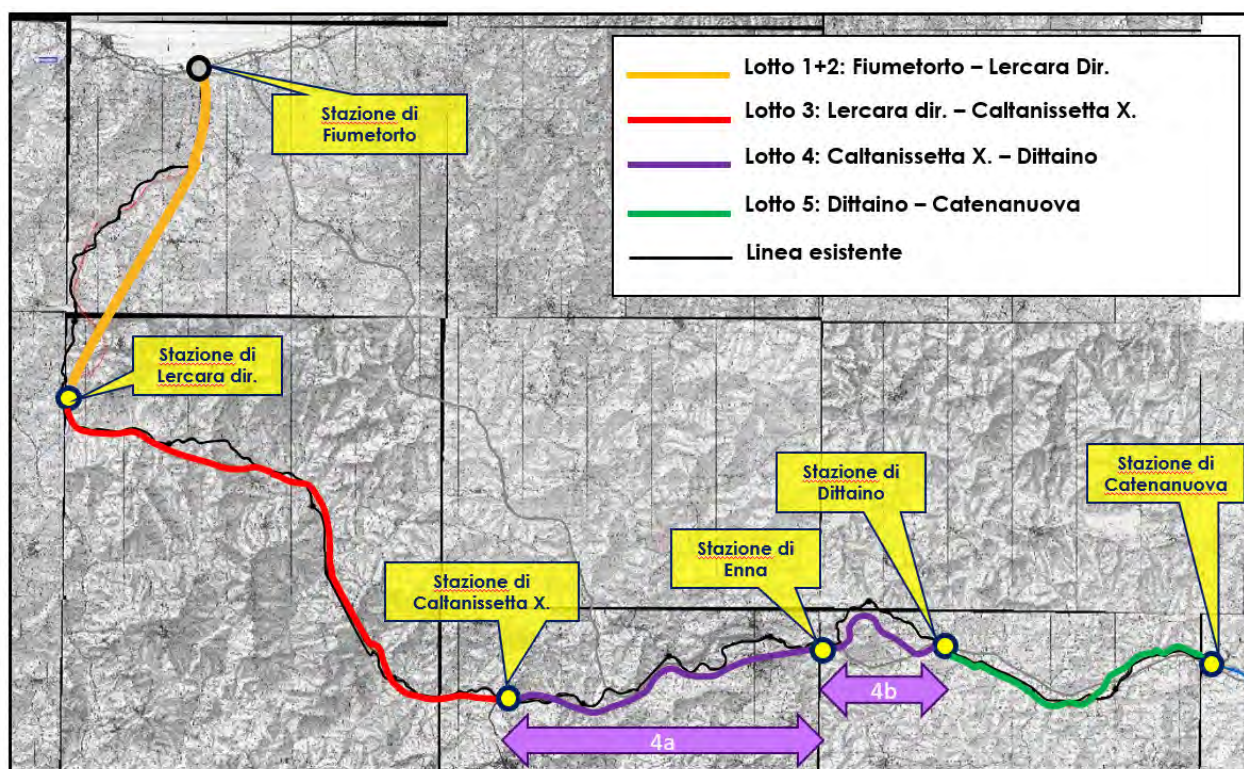 Lotto 1+2: Fiumetorto – Lercara Dir.
Lotto 3: Lercara dir. – Caltanissetta X.
Lotto 4: Caltanissetta X. – Dittaino
Lotto 5: Dittaino – Catenanuova
Linea esistente
Stazione di
Fiumetorto
Stazione di
Lercara dir.
Stazione di
Caltanissetta X.
Stazione di
Enna
Stazione di
Dittaino
Stazione di
Catenanuova
4b
4a